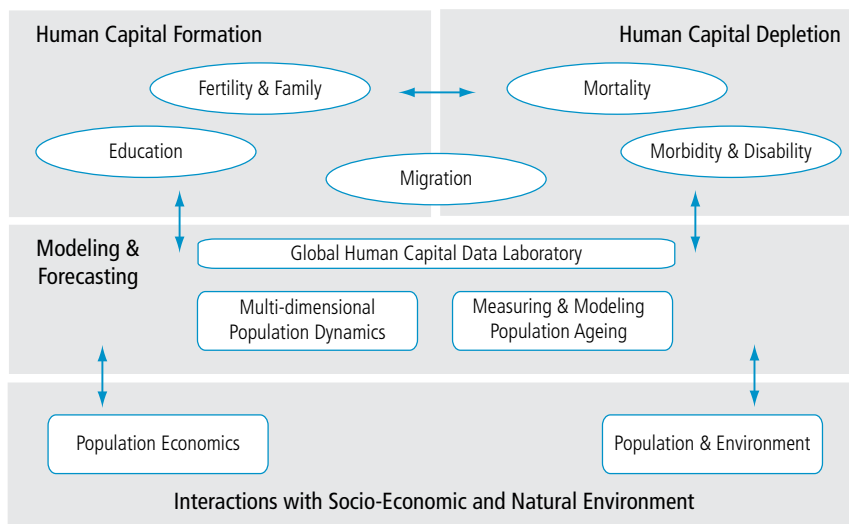 Human Capital Formation
Human Capital Depletion
Fertility & Family
Mortality
Education
Morbidity & Disability
Migration
Modeling &
Forecasting
Global Human Capital Data Laboratory
Multi-dimensional
Population Dynamics
Measuring & Modeling
Population Ageing
Population Economics
Population & Environment
Interactions with Socio-Economic and Natural Environment